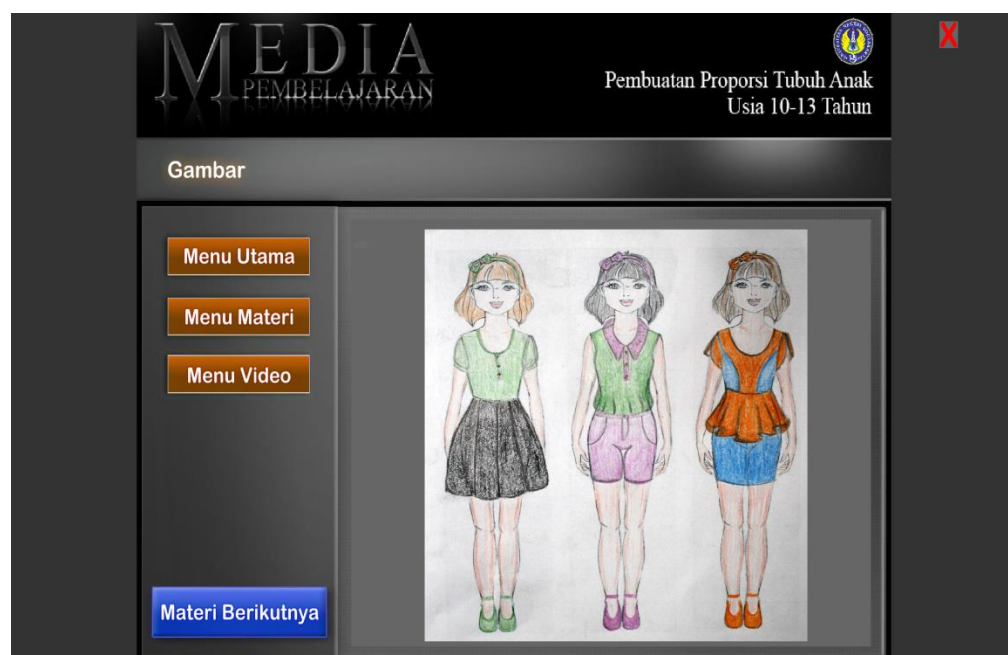 MEDIA
PEMBELAJARAN
X
Pembuatan Proporsi Tubuh Anak
Usia 10-13 Tahun
Gambar
Menu Utama
Menu Materi
Menu Video
Materi Berikutnya